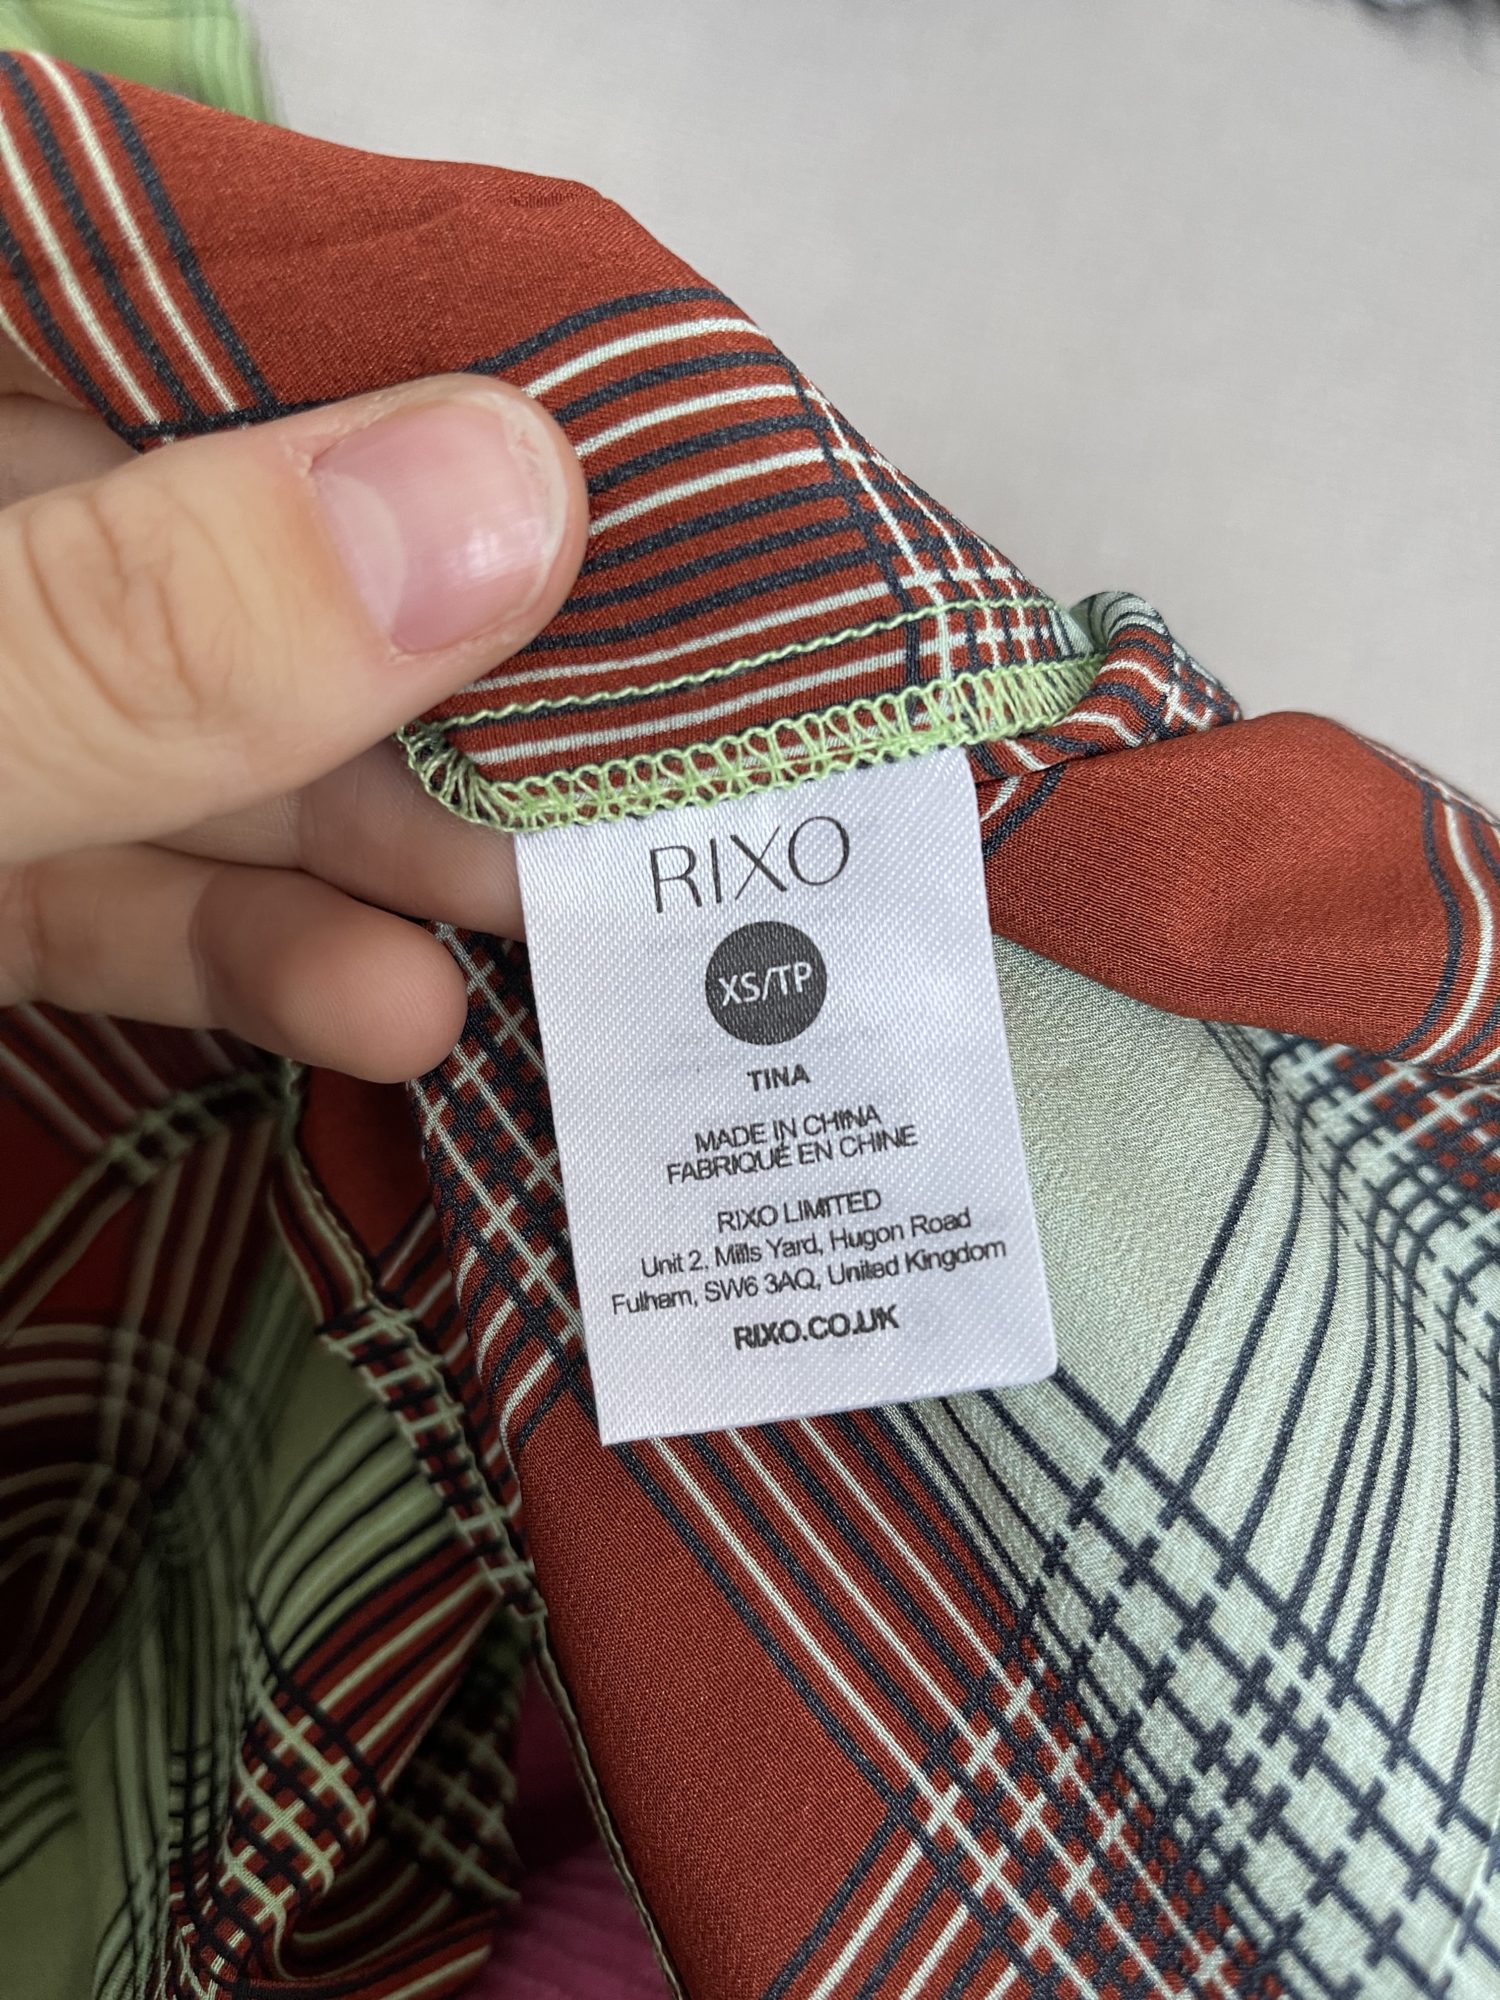 RIXO
XS/TP
TINA
MADE IN CHINA
FABRIQUÉ EN CHINE
RIXO LIMITED
Unit 2, Mills Yard, Hugon Road
Fulham, SW6 3AQ, United Kingdom
RIXO.CO.UK